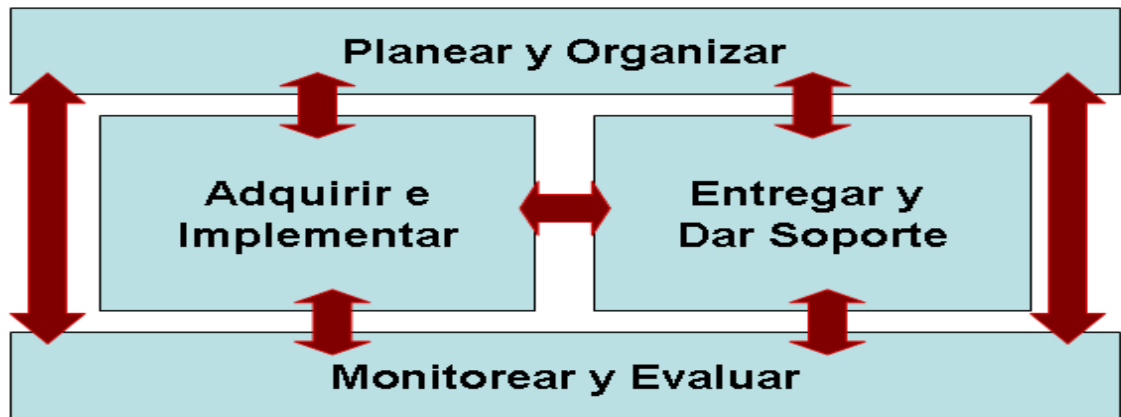 Planear y Organizar
Adquirir e
Implementar
Entregar y
Dar Soporte
Monitorear y Evaluar